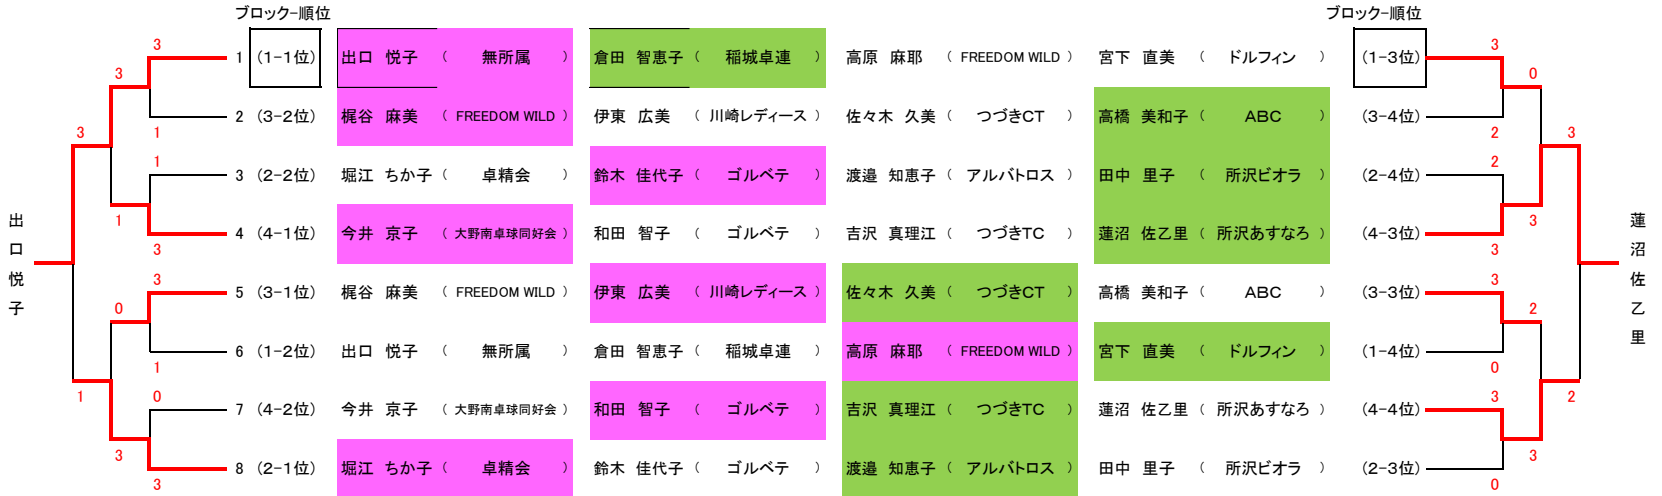 ブロック-順位 ブロック-順位
3 1 (1-1位) 出口 悦子 ( 無所属 ) 倉田 智恵子 ( 稲城卓連 ) 高原 麻耶 ( FREEDOM WILD ) 宮下 直美 ( ドルフィン ) (1-3位) 3
3 0
1 2 (3-2位) 梶谷 麻美 ( FREEDOM WILD ) 伊東 広美 ( 川崎レディース ) 佐々木 久美 ( つづきCT ) 高橋 美和子 ( ABC ) (3-4位) 2
3 3
1 3 (2-2位) 堀江 ちか子 ( 卓精会 ) 鈴木 佳代子 ( ゴルベテ ) 渡邉 知恵子 ( アルバトロス ) 田中 里子 ( 所沢ビオラ ) (2-4位) 2
1 3
3 4 (4-1位) 今井 京子 ( 大野南卓球同好会 ) 和田 智子 ( ゴルベテ ) 吉沢 真理江 ( つづきTC ) 蓮沼 佐乙里 ( 所沢あすなろ ) (4-3位) 3
出口悦子 蓮沼佐乙里
3 5 (3-1位) 梶谷 麻美 ( FREEDOM WILD ) 伊東 広美 ( 川崎レディース ) 佐々木 久美 ( つづきCT ) 高橋 美和子 ( ABC ) (3-3位) 3
0 2
1 6 (1-2位) 出口 悦子 ( 無所属 ) 倉田 智恵子 ( 稲城卓連 ) 高原 麻耶 ( FREEDOM WILD ) 宮下 直美 ( ドルフィン ) (1-4位) 0
1 2
0 7 (4-2位) 今井 京子 ( 大野南卓球同好会 ) 和田 智子 ( ゴルベテ ) 吉沢 真理江 ( つづきTC ) 蓮沼 佐乙里 ( 所沢あすなろ ) (4-4位) 3
3 3
3 8 (2-1位) 堀江 ちか子 ( 卓精会 ) 鈴木 佳代子 ( ゴルベテ ) 渡邉 知恵子 ( アルバトロス ) 田中 里子 ( 所沢ビオラ ) (2-3位) 0